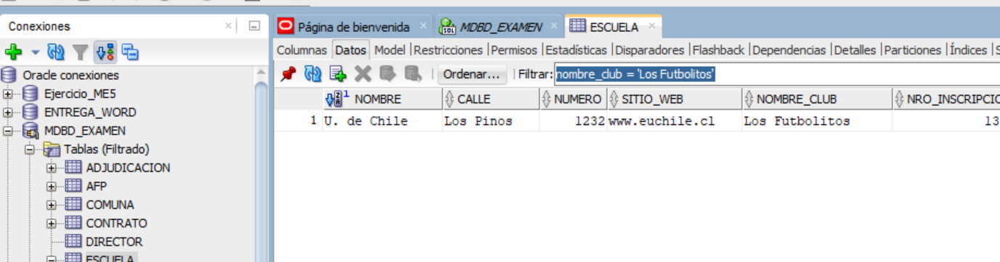 Conexiones
Página de bienvenida
SQL MDBD_EXAMEN
ESCUELA
Columnas Datos Model Restricciones Permisos Estadísticas Disparadores Flashback Dependencias Detalles Particiones Índices S
Ordenar... Filtrar: nombre_club = 'Los Futbolitos'
1 NOMBRE CALLE NUMERO SITIO_WEB NOMBRE_CLUB NRO_INSCRIPCIO
1 U. de Chile Los Pinos 1232 www.euchile.cl Los Futbolitos 13
Oracle conexiones
Ejercicio_ME5
ENTREGA_WORD
MDBD_EXAMEN
Tablas (Filtrado)
ADJUDICACION
AFP
COMUNA
CONTRATO
DIRECTOR
ESCUELA